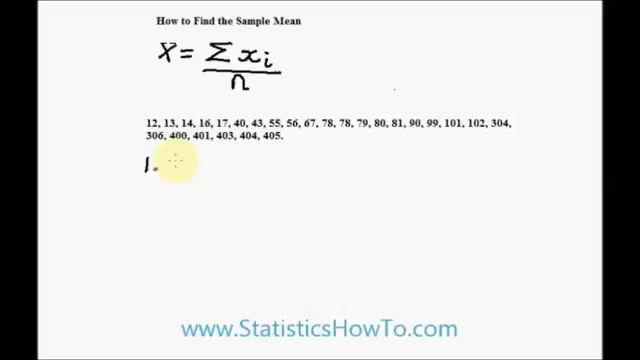 How to Find the Sample Mean
X̄ = Σ xᵢ
n
12, 13, 14, 16, 17, 40, 43, 55, 56, 67, 78, 78, 79, 80, 81, 90, 99, 101, 102, 304,
306, 400, 401, 403, 404, 405.
1.
www.StatisticsHowTo.com